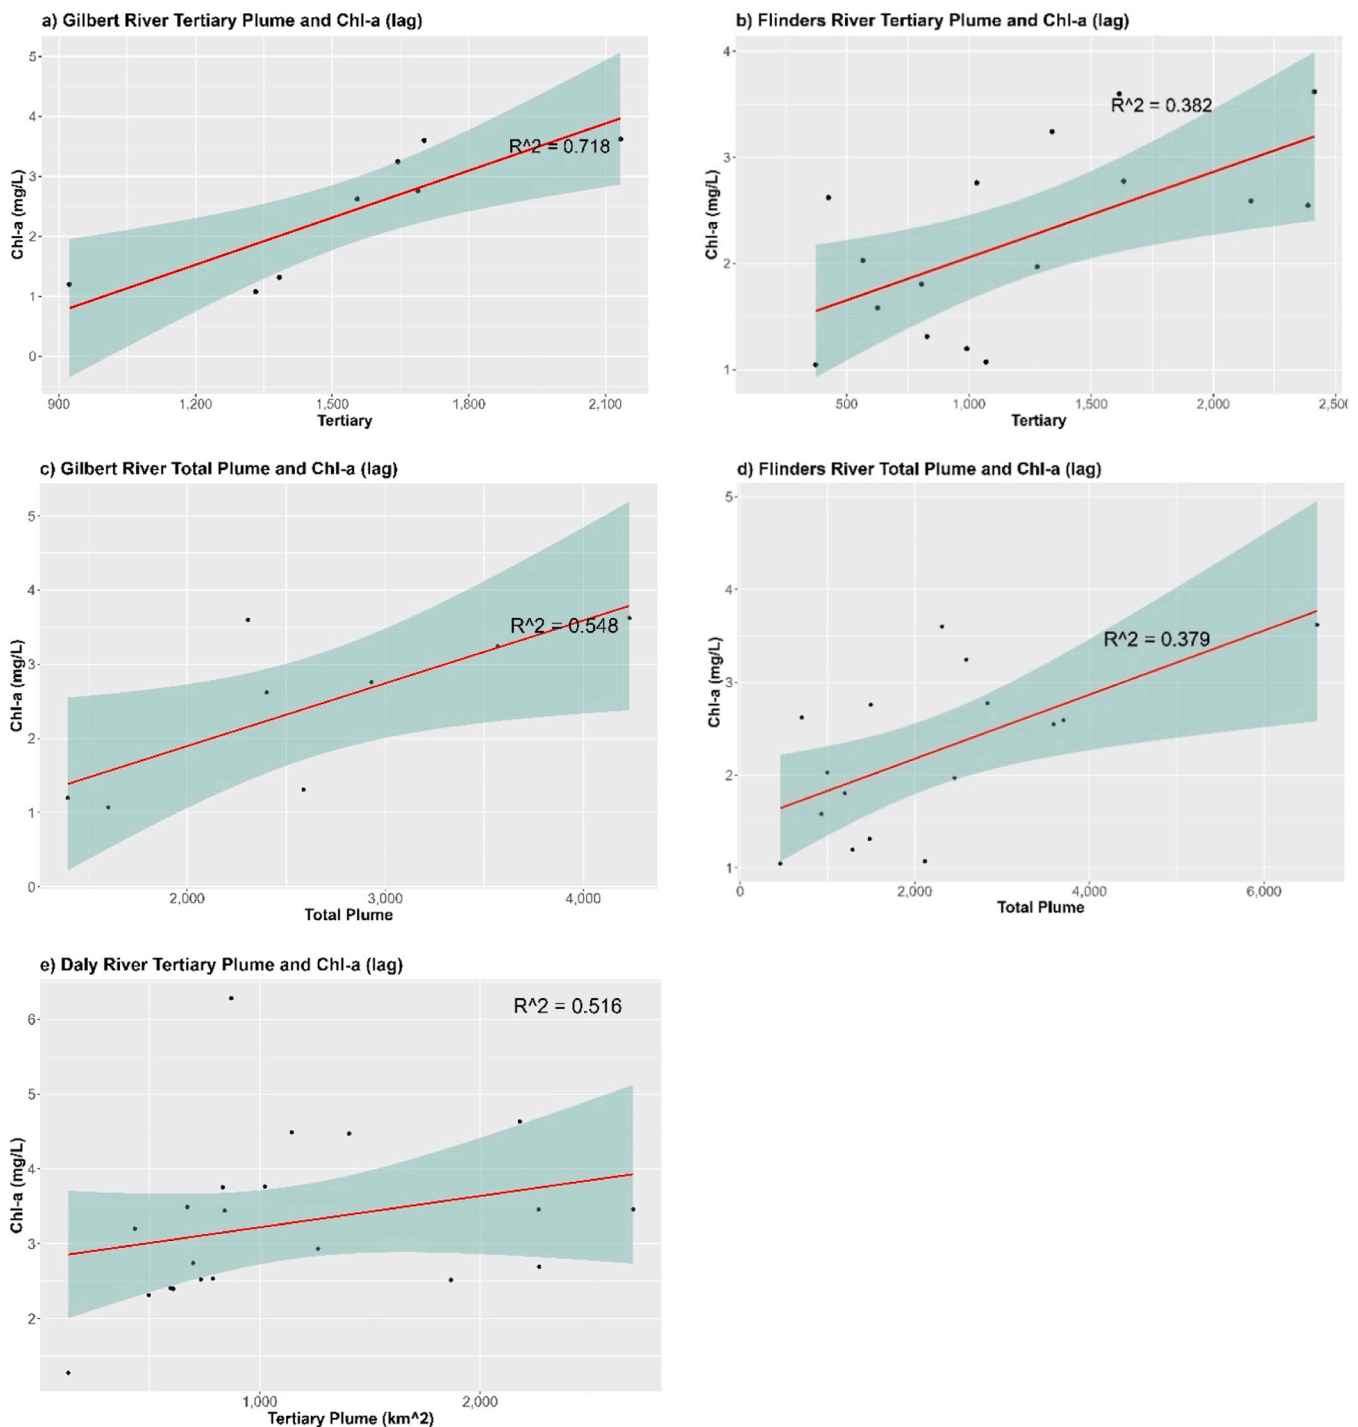 a) Gilbert River Tertiary Plume and Chl-a (lag)
5
4
3
2
1
0
Chl-a (mg/L)
R^2 = 0.718
900 1,200 1,500 1,800 2,100
Tertiary
b) Flinders River Tertiary Plume and Chl-a (lag)
4
3
2
1
Chl-a (mg/L)
R^2 = 0.382
500 1,000 1,500 2,000 2,500
Tertiary
c) Gilbert River Total Plume and Chl-a (lag)
5
4
3
2
1
0
Chl-a (mg/L)
R^2 = 0.548
2,000 3,000 4,000
Total Plume
d) Flinders River Total Plume and Chl-a (lag)
5
4
3
2
1
Chl-a (mg/L)
R^2 = 0.379
0 2,000 4,000 6,000
Total Plume
e) Daly River Tertiary Plume and Chl-a (lag)
6
5
4
3
2
Chl-a (mg/L)
R^2 = 0.516
1,000 2,000
Tertiary Plume (km^2)